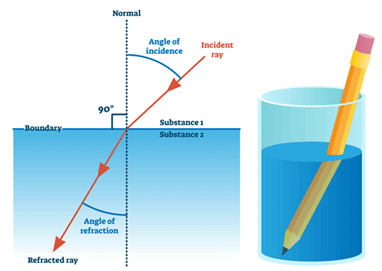 Normal
Angle of
incidence
Incident
ray
90°
Boundary
Substance 1
Substance 2
Angle of
refraction
Refracted ray